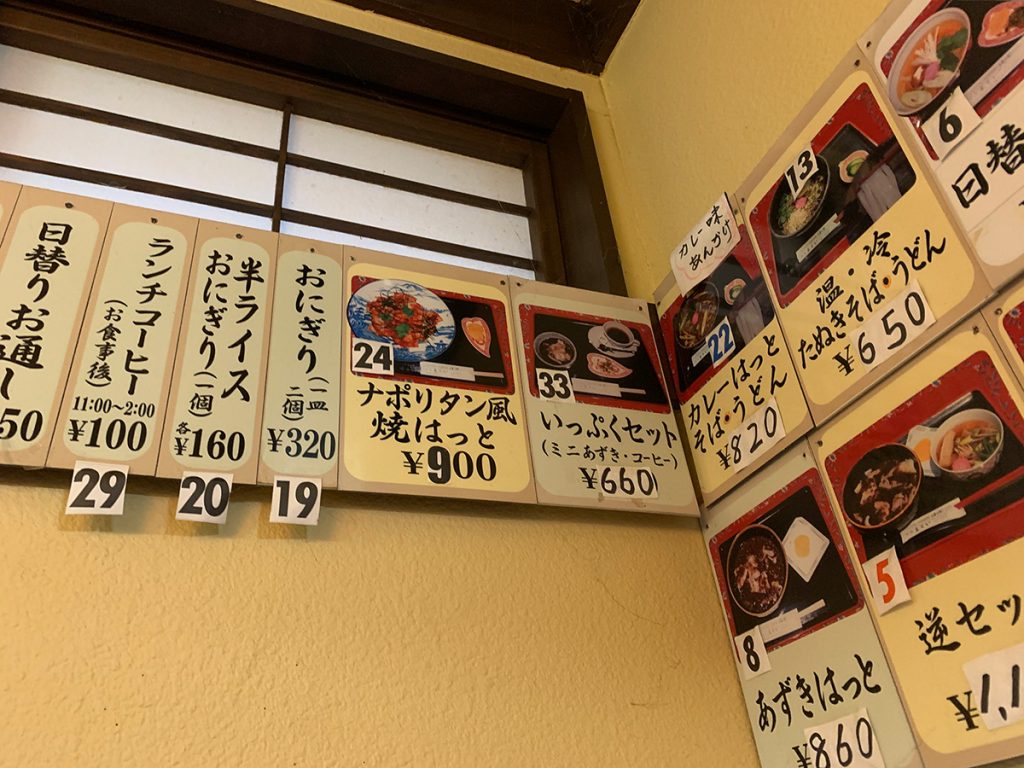 日替りお通し
50
ランチコーヒー
(お食事後)
11:00~2:00
¥100
29
半ライス
おにぎり(一個)
各¥160
20
おにぎり(一皿二個)
¥320
19
24
ナポリタン風
焼はっと
¥900
33
いっぷくセット
(ミニあずき・コーヒー)
¥660
カレー味
あんかけ
22
カレーはっと
そば・うどん
¥820
13
温・冷
たぬきそば・うどん
¥650
6
日替
8
あずきはっと
¥860
5
逆セッ
¥1,1